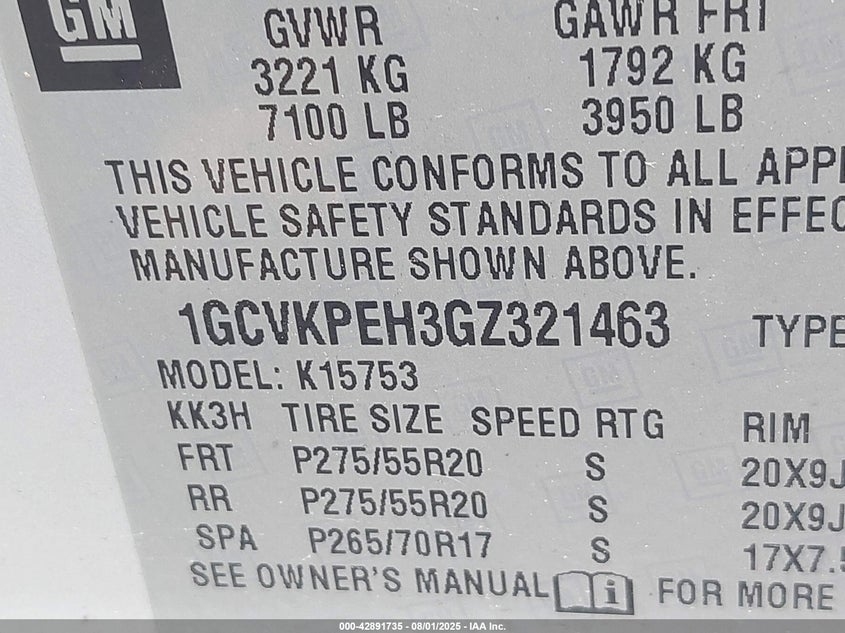 GM
GVWR GAWR FRT
3221 KG 1792 KG
7100 LB 3950 LB
THIS VEHICLE CONFORMS TO ALL APPL
VEHICLE SAFETY STANDARDS IN EFFEC
MANUFACTURE SHOWN ABOVE.
1GCVKPEH3GZ321463 TYPE
MODEL: K15753
KK3H TIRE SIZE SPEED RTG RIM
FRT P275/55R20 S 20X9J
RR P275/55R20 S 20X9J
SPA P265/70R17 S 17X7.5
SEE OWNER'S MANUAL FOR MORE
000-42891735 - 08/01/2025 - IAA Inc.